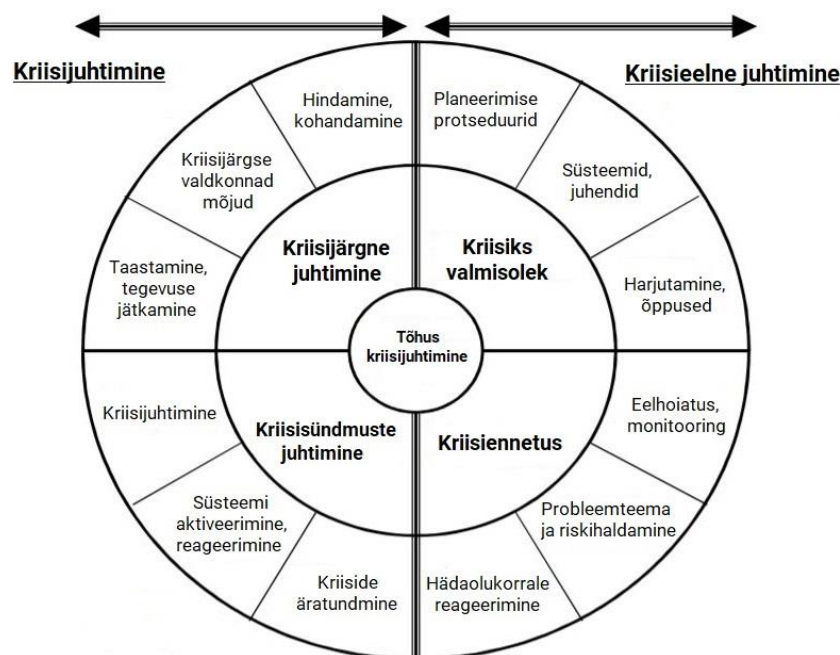 Kriisijuhtimine
Kriisieelne juhtimine
Hindamine,
kohandamine
Planeerimise
protseduurid
Kriisijärgse
valdkonnad
mõjud
Süsteemid,
juhendid
Kriisijärgne
juhtimine
Kriisiks
valmisolek
Taastamine,
tegevuse
jätkamine
Harjutamine,
õppused
Tõhus
kriisijuhtimine
Kriisijuhtimine
Eelhoiatus,
monitooring
Kriisisündmuste
juhtimine
Kriisiennetus
Süsteemi
aktiveerimine,
reageerimine
Probleemteema
ja riskihaldamine
Kriiside
äratundmine
Hädaolukorrale
reageerimine